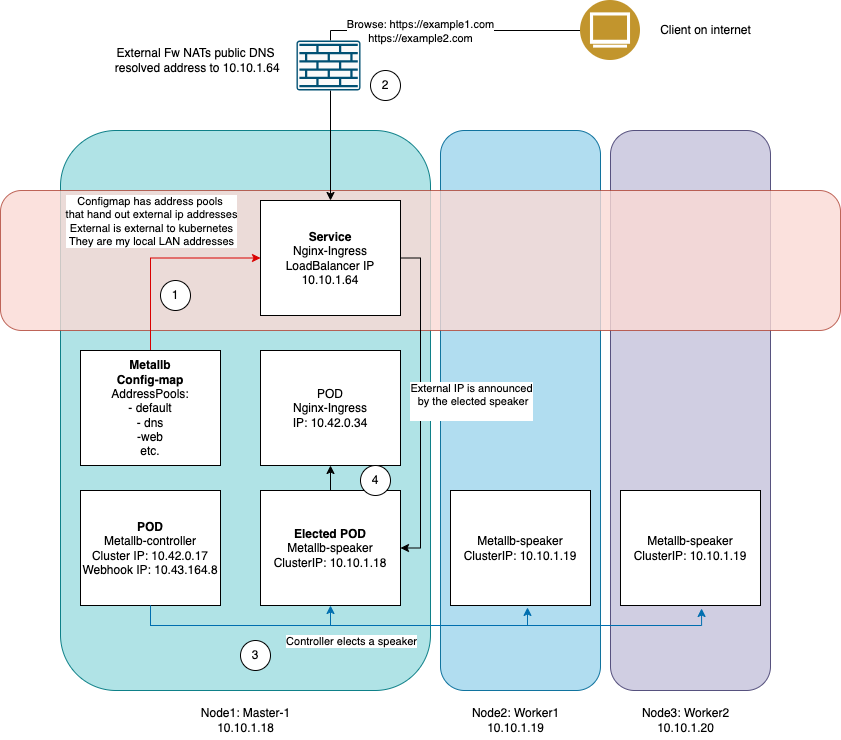 Browse: https://example1.com
https://example2.com
Client on internet
External Fw NATs public DNS
resolved address to 10.10.1.64
2
Configmap has address pools
that hand out external ip addresses
External is external to kubernetes
They are my local LAN addresses
Service
Nginx-Ingress
LoadBalancer IP
10.10.1.64
1
Metallb
Config-map
AddressPools:
- default
- dns
-web
etc.
POD
Nginx-Ingress
IP: 10.42.0.34
External IP is announced
by the elected speaker
4
POD
Metallb-controller
Cluster IP: 10.42.0.17
Webhook IP: 10.43.164.8
Elected POD
Metallb-speaker
ClusterIP: 10.10.1.18
Metallb-speaker
ClusterIP: 10.10.1.19
Metallb-speaker
ClusterIP: 10.10.1.19
Controller elects a speaker
3
Node1: Master-1
10.10.1.18
Node2: Worker1
10.10.1.19
Node3: Worker2
10.10.1.20